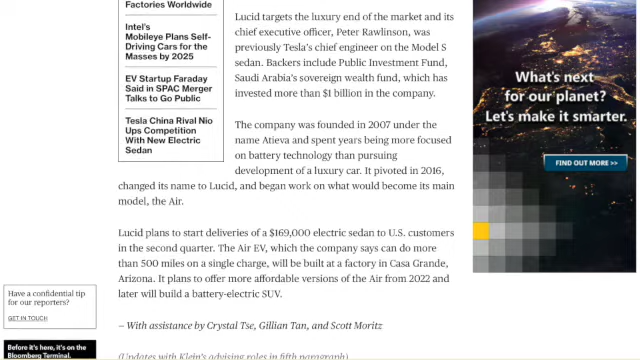 Factories Worldwide
Intel's
Mobileye Plans Self-
Driving Cars for the
Masses by 2025
EV Startup Faraday
Said in SPAC Merger
Talks to Go Public
Tesla China Rival Nio
Ups Competition
With New Electric
Sedan
Lucid targets the luxury end of the market and its
chief executive officer, Peter Rawlinson, was
previously Tesla's chief engineer on the Model S
sedan. Backers include Public Investment Fund,
Saudi Arabia's sovereign wealth fund, which has
invested more than $1 billion in the company.
The company was founded in 2007 under the
name Atieva and spent years being more focused
on battery technology than pursuing
development of a luxury car. It pivoted in 2016,
changed its name to Lucid, and began work on what would become its main
model, the Air.
Lucid plans to start deliveries of a $169,000 electric sedan to U.S. customers
in the second quarter. The Air EV, which the company says can do more
than 500 miles on a single charge, will be built at a factory in Casa Grande,
Arizona. It plans to offer more affordable versions of the Air from 2022 and
later will build a battery-electric SUV.
– With assistance by Crystal Tse, Gillian Tan, and Scott Moritz
(Updates with Klein's advising roles in fifth paragraph)
Have a confidential tip
for our reporters?
GET IN TOUCH
Before it's here, it's on the
Bloomberg Terminal.
What's next
for our planet?
Let's make it smarter.
FIND OUT MORE >>